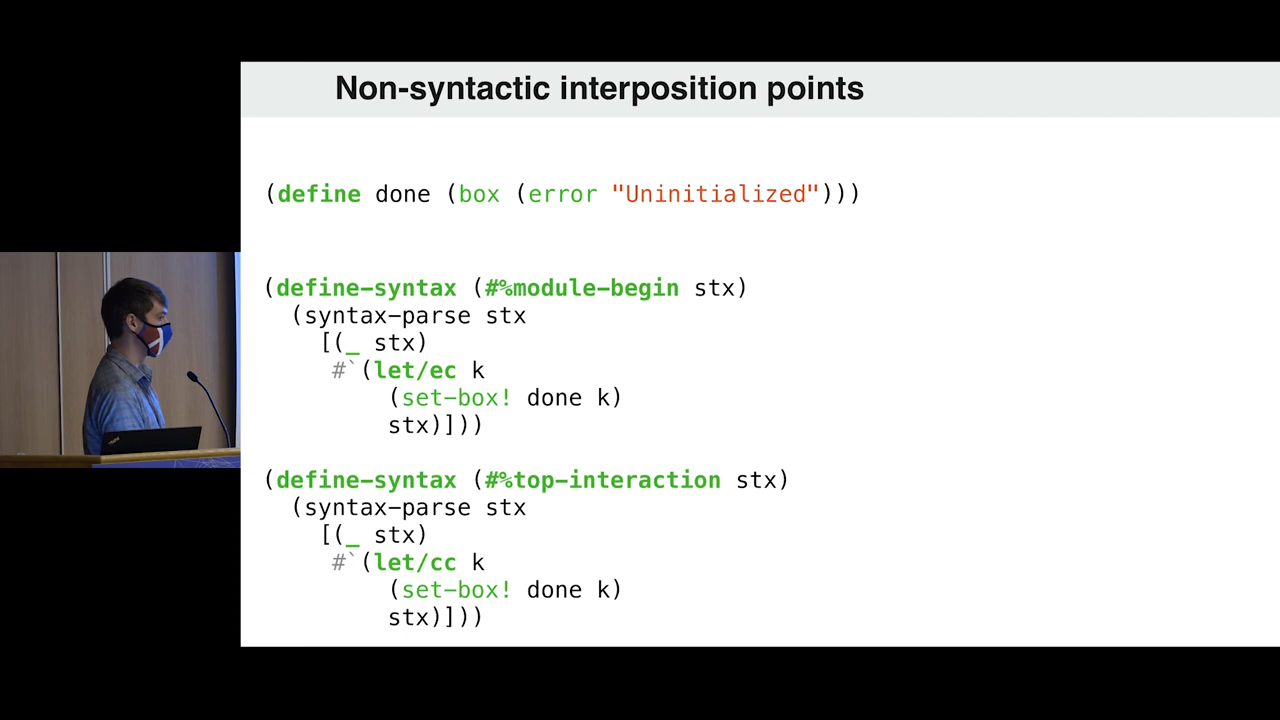 Non-syntactic interposition points
(define done (box (error "Uninitialized")))
(define-syntax (#%module-begin stx)
  (syntax-parse stx
    [(_ stx)
     #`(let/ec k
         (set-box! done k)
         stx)]))
(define-syntax (#%top-interaction stx)
  (syntax-parse stx
    [(_ stx)
     #`(let/cc k
         (set-box! done k)
         stx)]))